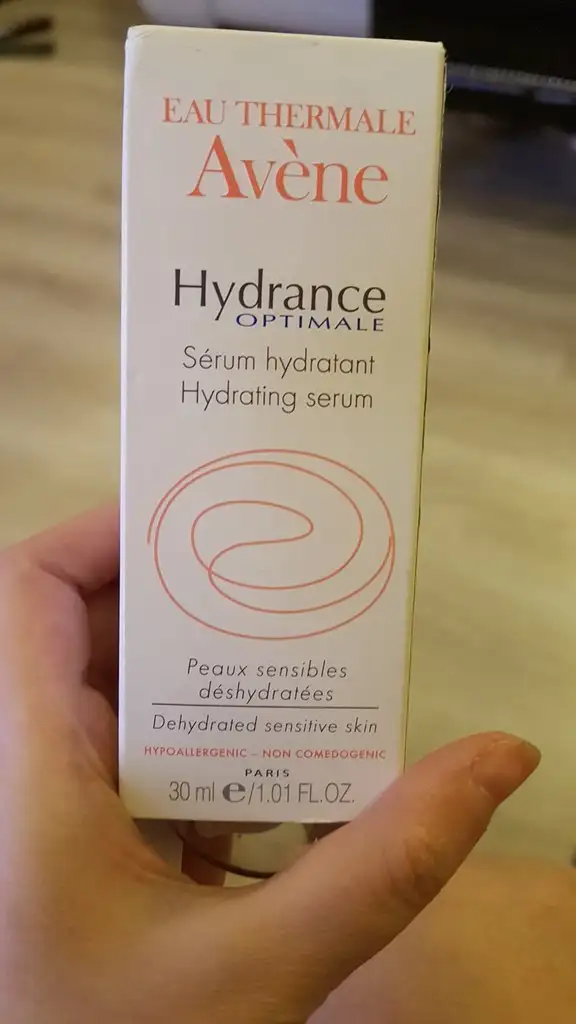 EAU THERMALE
Avène
Hydrance
OPTIMALE
Sérum hydratant
Hydrating serum
Peaux sensibles
déshydratées
Dehydrated sensitive skin
HYPOALLERGENIC – NON COMEDOGENIC
PARIS
30 ml ℮/1.01 FL.OZ.